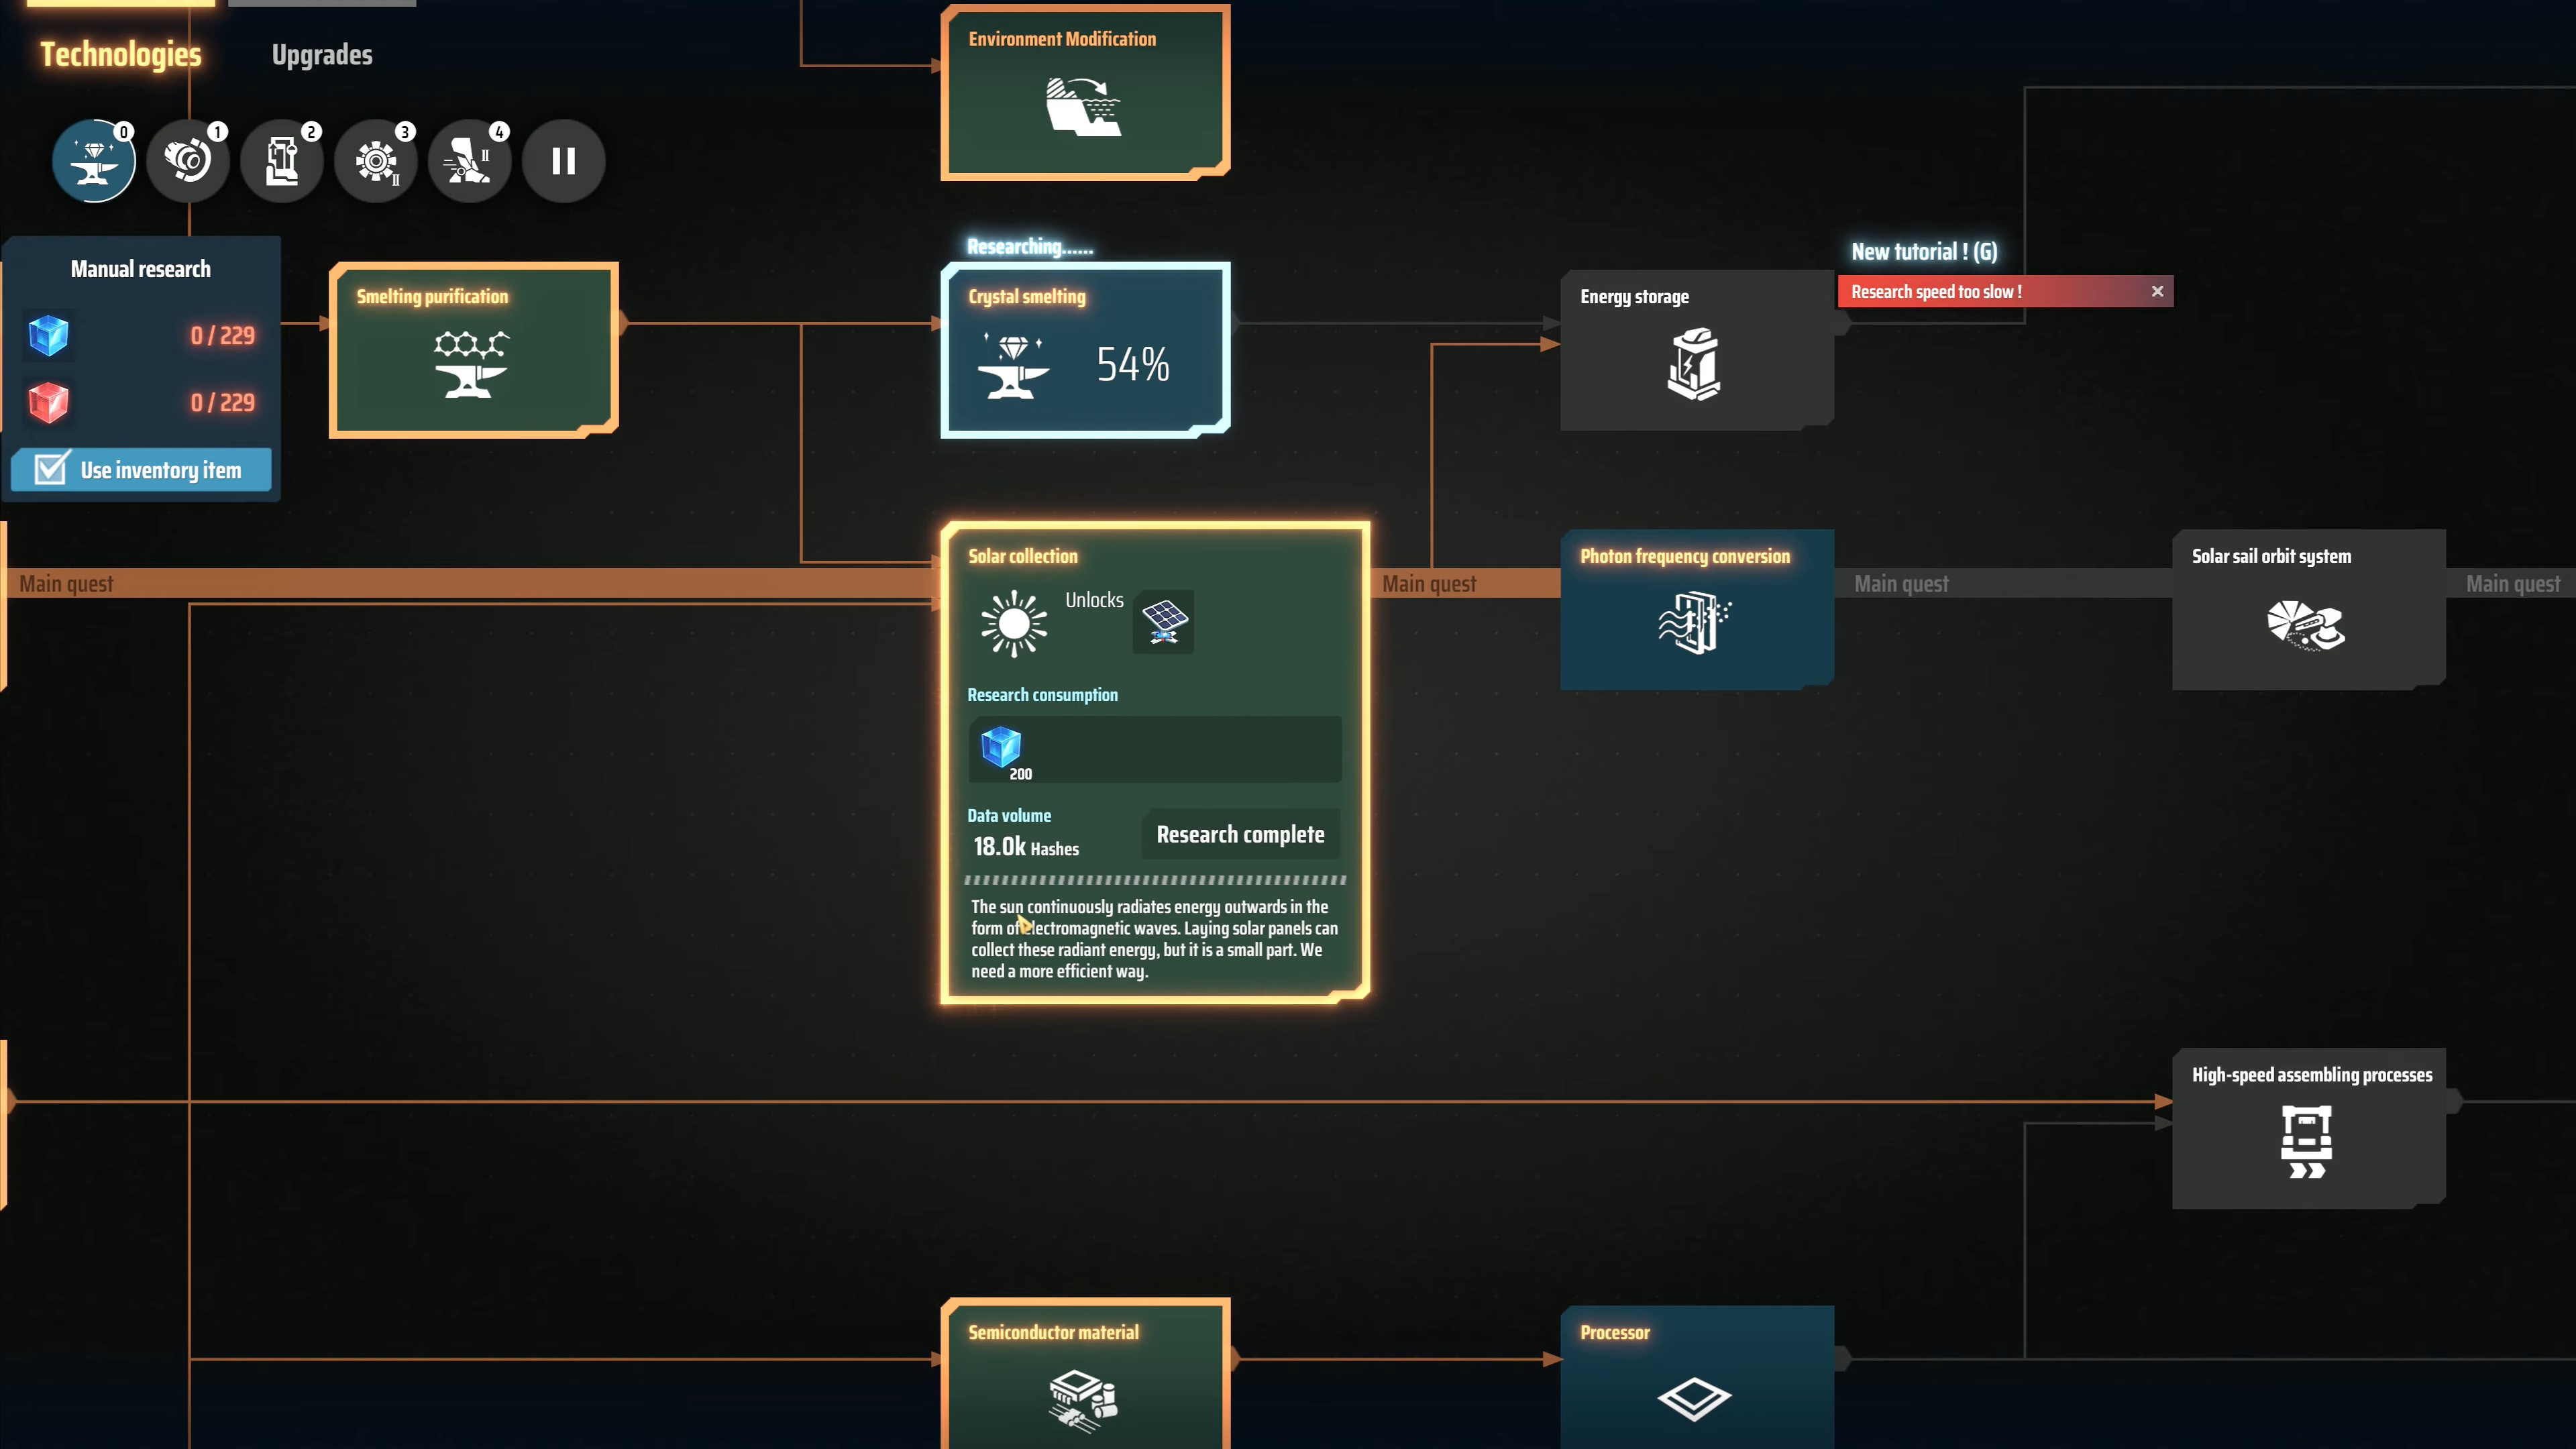 Technologies
Upgrades
0
1
2
3
4
II
II
Environment Modification
Manual research
0 / 229
0 / 229
Use inventory item
Smelting purification
Researching......
Crystal smelting
54%
Energy storage
New tutorial ! (G)
Research speed too slow !
Main quest
Solar collection
Unlocks
Research consumption
200
Data volume
18.0k Hashes
Research complete
The sun continuously radiates energy outwards in the
form of electromagnetic waves. Laying solar panels can
collect these radiant energy, but it is a small part. We
need a more efficient way.
Main quest
Photon frequency conversion
Main quest
Solar sail orbit system
Main quest
High-speed assembling processes
Semiconductor material
Processor